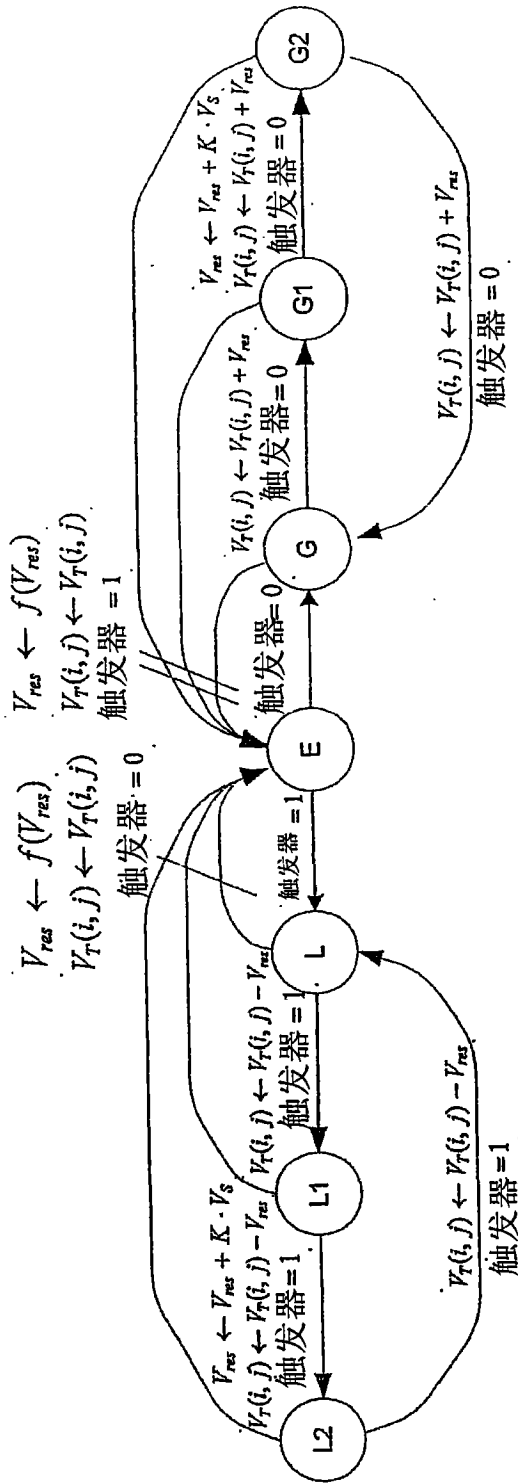 V_res ← f(V_res)
V_T(i, j) ← V_T(i, j)
触发器 = 0
V_res ← f(V_res)
V_T(i, j) ← V_T(i, j)
触发器 = 1
V_res ← V_res + K · V_S
V_T(i, j) ← V_T(i, j) − V_res
触发器 = 1
V_T(i, j) ← V_T(i, j) − V_res
触发器 = 1
触发器 = 1
触发器 = 0
V_T(i, j) ← V_T(i, j) + V_res
触发器 = 0
V_res ← V_res + K · V_S
V_T(i, j) ← V_T(i, j) + V_res
触发器 = 0
L2
L1
L
E
G
G1
G2
V_T(i, j) ← V_T(i, j) − V_res
触发器 = 1
V_T(i, j) ← V_T(i, j) + V_res
触发器 = 0